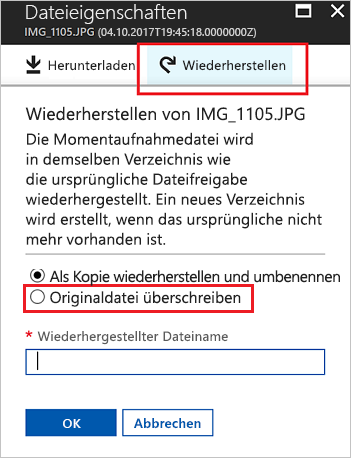 Dateieigenschaften
IMG_1105.JPG (04.10.2017T19:45:18.0000000Z)
Herunterladen Wiederherstellen
Wiederherstellen von IMG_1105.JPG
Die Momentaufnahmedatei wird
in demselben Verzeichnis wie
die ursprüngliche Dateifreigabe
wiederhergestellt. Ein neues Verzeichnis
wird erstellt, wenn das ursprüngliche nicht
mehr vorhanden ist.
Als Kopie wiederherstellen und umbenennen
Originaldatei überschreiben
* Wiederhergestellter Dateiname
OK Abbrechen